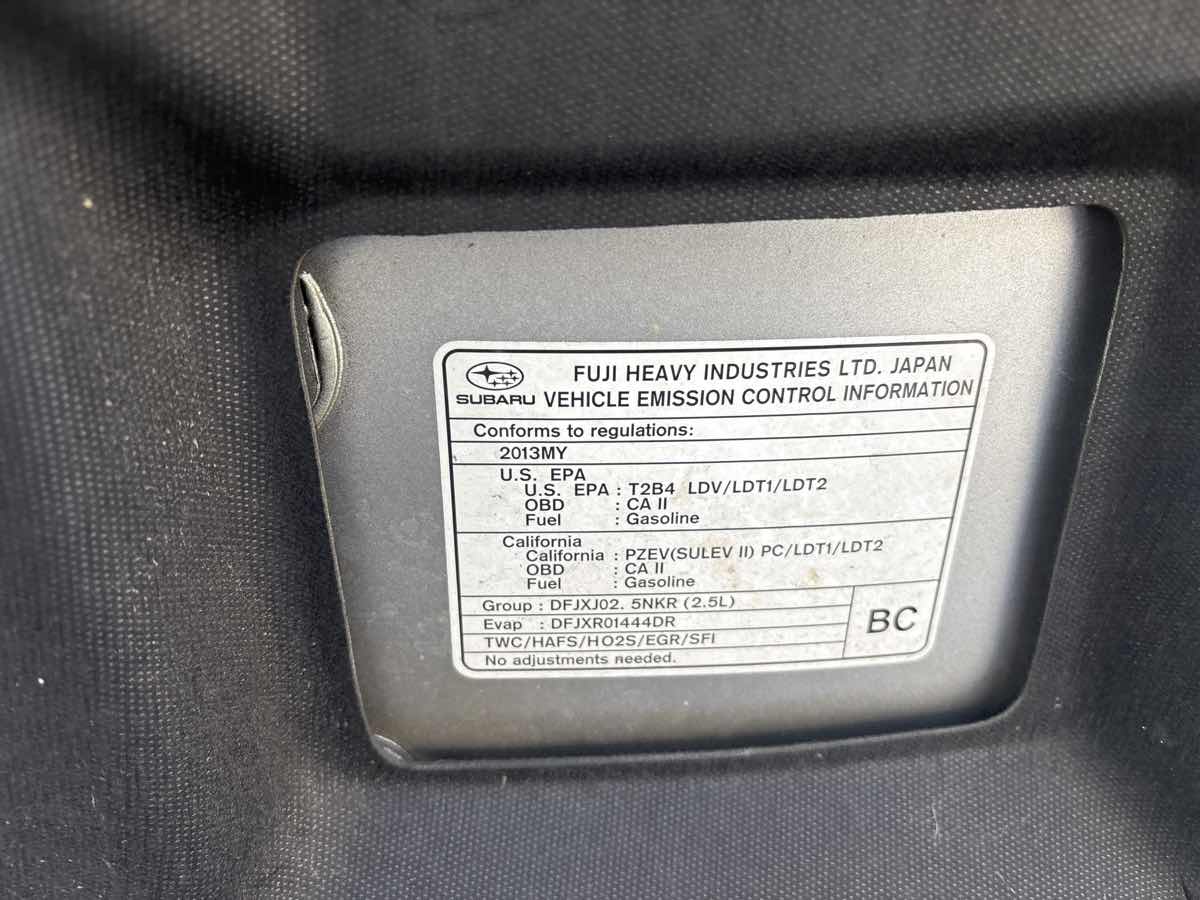 FUJI HEAVY INDUSTRIES LTD. JAPAN
SUBARU VEHICLE EMISSION CONTROL INFORMATION
Conforms to regulations:
2013MY
U.S. EPA
U.S. EPA : T2B4 LDV/LDT1/LDT2
OBD : CA II
Fuel : Gasoline
California
California : PZEV(SULEV II) PC/LDT1/LDT2
OBD : CA II
Fuel : Gasoline
Group : DFJXJ02. 5NKR (2.5L)
Evap : DFJXR01444DR
TWC/HAFS/HO2S/EGR/SFI
No adjustments needed.
BC